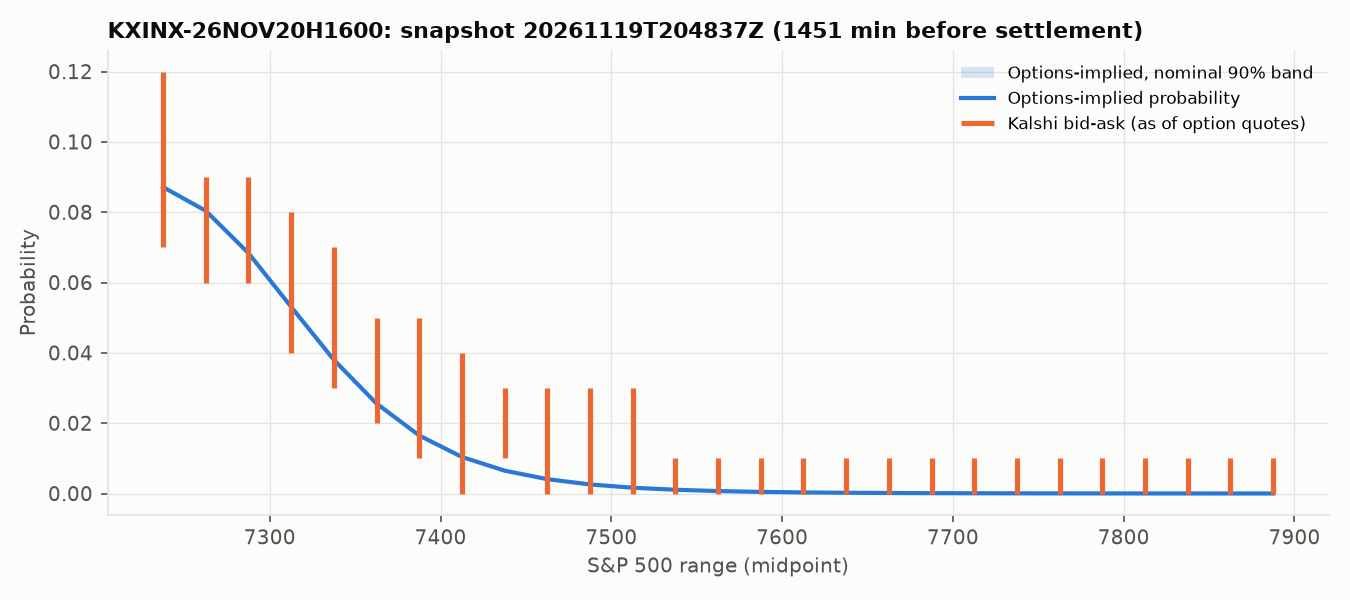 KXINX-26NOV20H1600: snapshot 20261119T204837Z (1451 min before settlement)
Options-implied, nominal 90% band
Options-implied probability
Kalshi bid-ask (as of option quotes)
0.12
0.10
0.08
0.06
0.04
0.02
0.00
Probability
7300 7400 7500 7600 7700 7800 7900
S&P 500 range (midpoint)